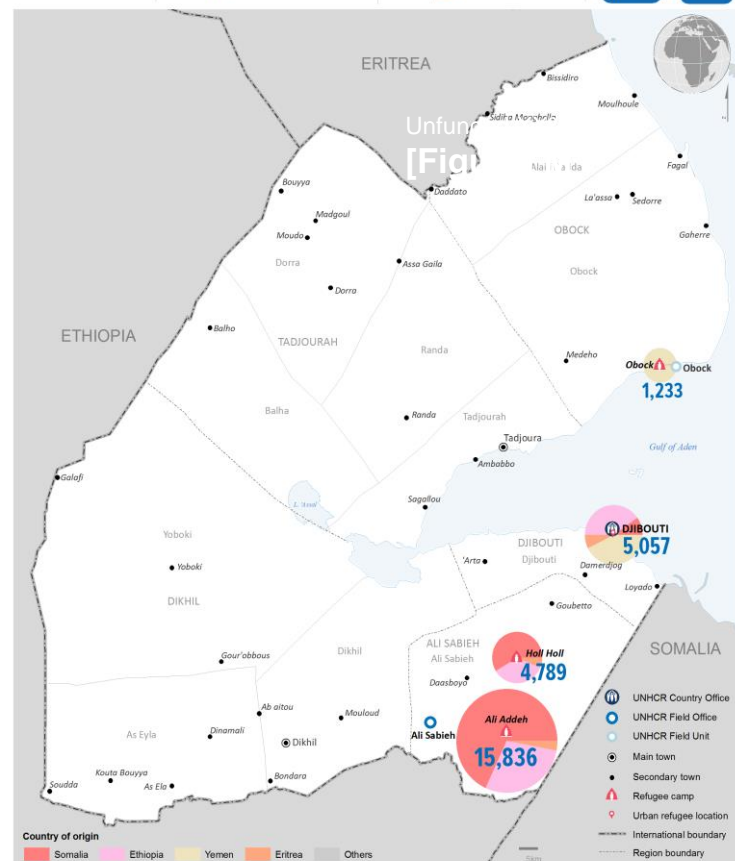 ERITREA
Bissidiro
Moulhoule
Unfun
[Fig
Fagal
Daddato
Bouyya
La'assa
Sedorre
Madgoul
OBOCK
Gaherre
Mouda
Dorra
Assa Gaila
Obock
Dorra
ETHIOPIA
Balho
TADJOURAH
Randa
Medeho
Obock
Obock
1,233
Balha
Randa
Tadjourah
Tadjoura
Gulf of Aden
Ambabbo
Galafi
Sagallou
L'Assal
DJIBOUTI
5,057
Yoboki
DJIBOUTI
'Arta
Djibouti
Yoboki
Damerdjog
Loyado
DIKHIL
Goubetto
ALI SABIEH
SOMALIA
Dikhil
Ali Sabieh
Holl Holl
4,789
Gour'obbous
Daasboyo
Ab aitou
Mouloud
Ali Addeh
As Eyla
Dinamali
Ali Sabieh
Dikhil
15,836
Kouta Bouyya
Bondara
Soudda
As Ela
UNHCR Country Office
UNHCR Field Office
UNHCR Field Unit
Main town
Secondary town
Refugee camp
Urban refugee location
International boundary
Region boundary
Country of origin
Somalia
Ethiopia
Yemen
Eritrea
Others
5km